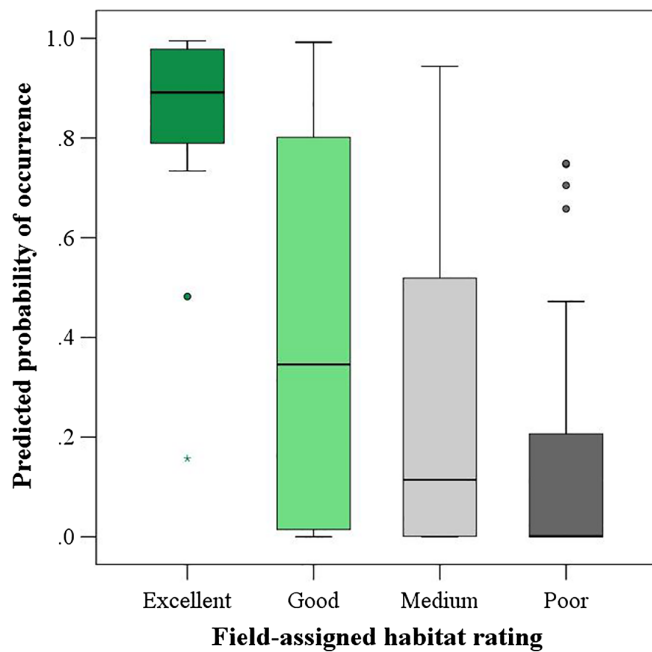 Predicted probability of occurrence
1.0
.8
.6
.4
.2
.0
Excellent Good Medium Poor
Field-assigned habitat rating